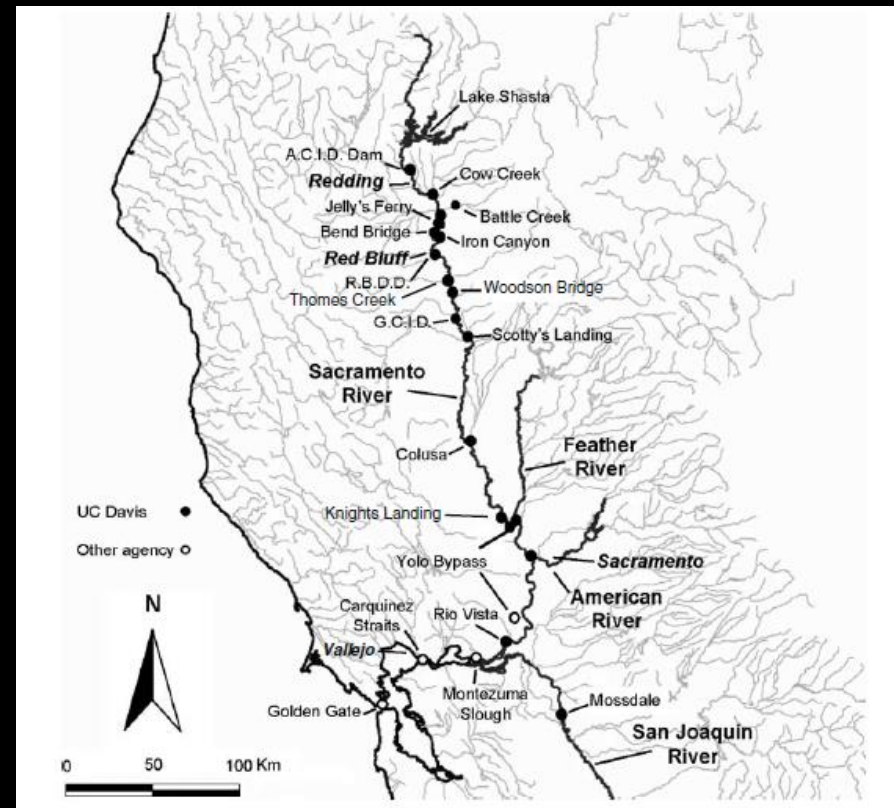 Lake Shasta
A.C.I.D. Dam
Redding
Cow Creek
Jelly's Ferry
Battle Creek
Bend Bridge
Iron Canyon
Red Bluff
R.B.D.D.
Thomes Creek
Woodson Bridge
G.C.I.D.
Scotty's Landing
Sacramento
River
Colusa
Feather
River
UC Davis
Knights Landing
Other agency
Yolo Bypass
Sacramento
N
American
River
Carquinez
Straits
Rio Vista
Vallejo
Montezuma
Slough
Mossdale
Golden Gate
San Joaquin
River
0 50 100 Km